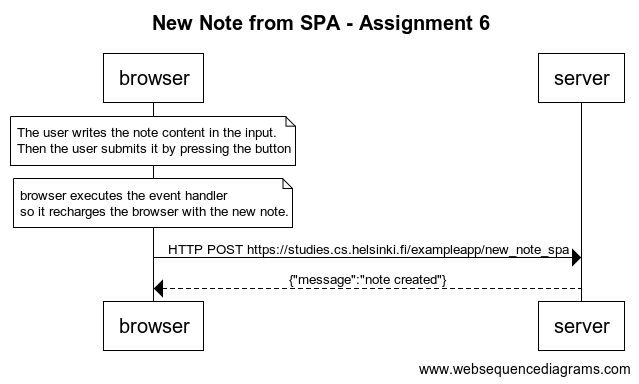 New Note from SPA - Assignment 6
browser
server
The user writes the note content in the input.
Then the user submits it by pressing the button
browser executes the event handler
so it recharges the browser with the new note.
HTTP POST https://studies.cs.helsinki.fi/exampleapp/new_note_spa
{"message":"note created"}
browser
server
www.websequencediagrams.com